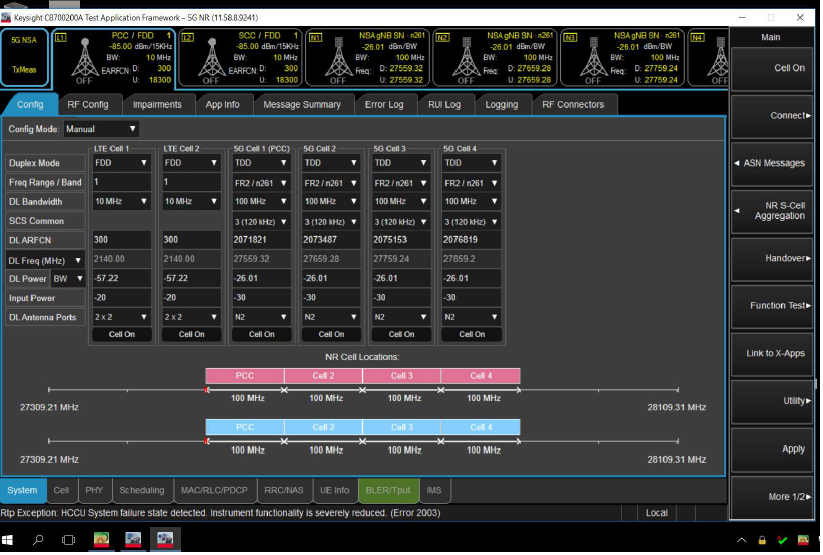 Keysight C8700200A Test Application Framework – 5G NR (11.58.8.9241)
5G NSA
TxMeas
L1 PCC / FDD 1
-85.00 dBm/15KHz
BW: 10 MHz
EARFCN: D: 300
U: 18300
OFF
L2 SCC / FDD 1
-85.00 dBm/15KHz
BW: 10 MHz
EARFCN: D: 300
U: 18300
OFF
N1 NSA gNB SN - n261
-26.01 dBm/BW
BW: 100 MHz
Freq: D: 27559.32
U: 27559.32
OFF
N2 NSA gNB SN - n261
-26.01 dBm/BW
BW: 100 MHz
Freq: D: 27659.28
U: 27659.28
OFF
N3 NSA gNB SN - n261
-26.01 dBm/BW
BW: 100 MHz
Freq: D: 27759.24
U: 27759.24
OFF
N4
OFF
Main
Cell On
Connect
ASN Messages
NR S-Cell
Aggregation
Handover
Function Test
Link to X-Apps
Utility
Apply
More 1/2
Config RF Config Impairments App Info Message Summary Error Log RUI Log Logging RF Connectors
Config Mode: Manual
LTE Cell 1 LTE Cell 2 5G Cell 1 (PCC) 5G Cell 2 5G Cell 3 5G Cell 4
Duplex Mode FDD FDD TDD TDD TDD TDD
Freq Range / Band 1 1 FR2 / n261 FR2 / n261 FR2 / n261 FR2 / n261
DL Bandwidth 10 MHz 10 MHz 100 MHz 100 MHz 100 MHz 100 MHz
SCS Common 3 (120 kHz) 3 (120 kHz) 3 (120 kHz) 3 (120 kHz)
DL ARFCN 300 300 2071821 2073487 2075153 2076819
DL Freq (MHz) 2140.00 2140.00 27559.32 27659.28 27759.24 27859.2
DL Power BW -57.22 -57.22 -26.01 -26.01 -26.01 -26.01
Input Power -20 -20 -30 -30 -30 -30
DL Antenna Ports 2 x 2 2 x 2 N2 N2 N2 N2
Cell On Cell On Cell On Cell On Cell On Cell On
NR Cell Locations:
PCC Cell 2 Cell 3 Cell 4
100 MHz 100 MHz 100 MHz 100 MHz
27309.21 MHz 28109.31 MHz
PCC Cell 2 Cell 3 Cell 4
100 MHz 100 MHz 100 MHz 100 MHz
27309.21 MHz 28109.31 MHz
System Cell PHY Scheduling MAC/RLC/PDCP RRC/NAS UE Info BLER/Tput IMS
Rtp Exception: HCCU System failure state detected. Instrument functionality is severely reduced. (Error 2003)
Local